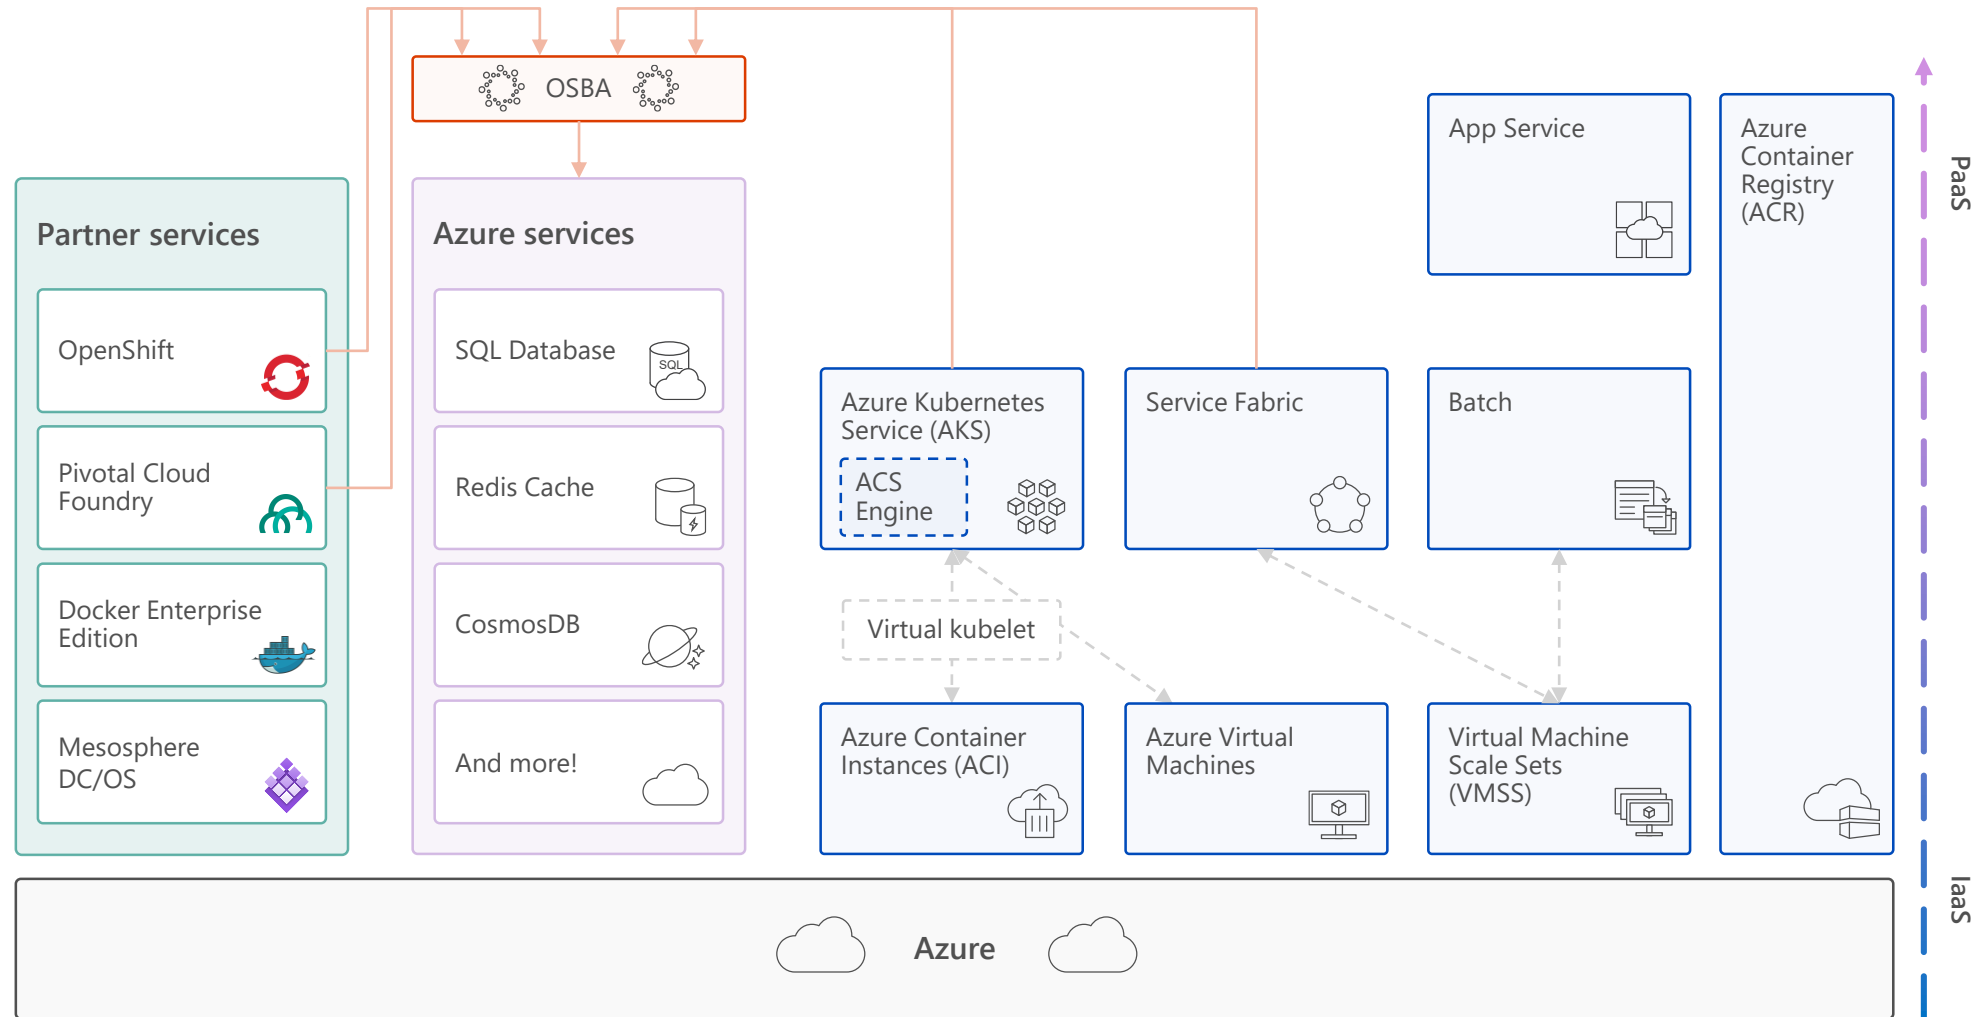 OSBA
Partner services
OpenShift
Pivotal Cloud
Foundry
Docker Enterprise
Edition
Mesosphere
DC/OS
Azure services
SQL Database
SQL
Redis Cache
CosmosDB
And more!
Azure Kubernetes
Service (AKS)
ACS
Engine
Service Fabric
App Service
Batch
Azure
Container
Registry
(ACR)
Virtual kubelet
Azure Container
Instances (ACI)
Azure Virtual
Machines
Virtual Machine
Scale Sets
(VMSS)
PaaS
IaaS
Azure